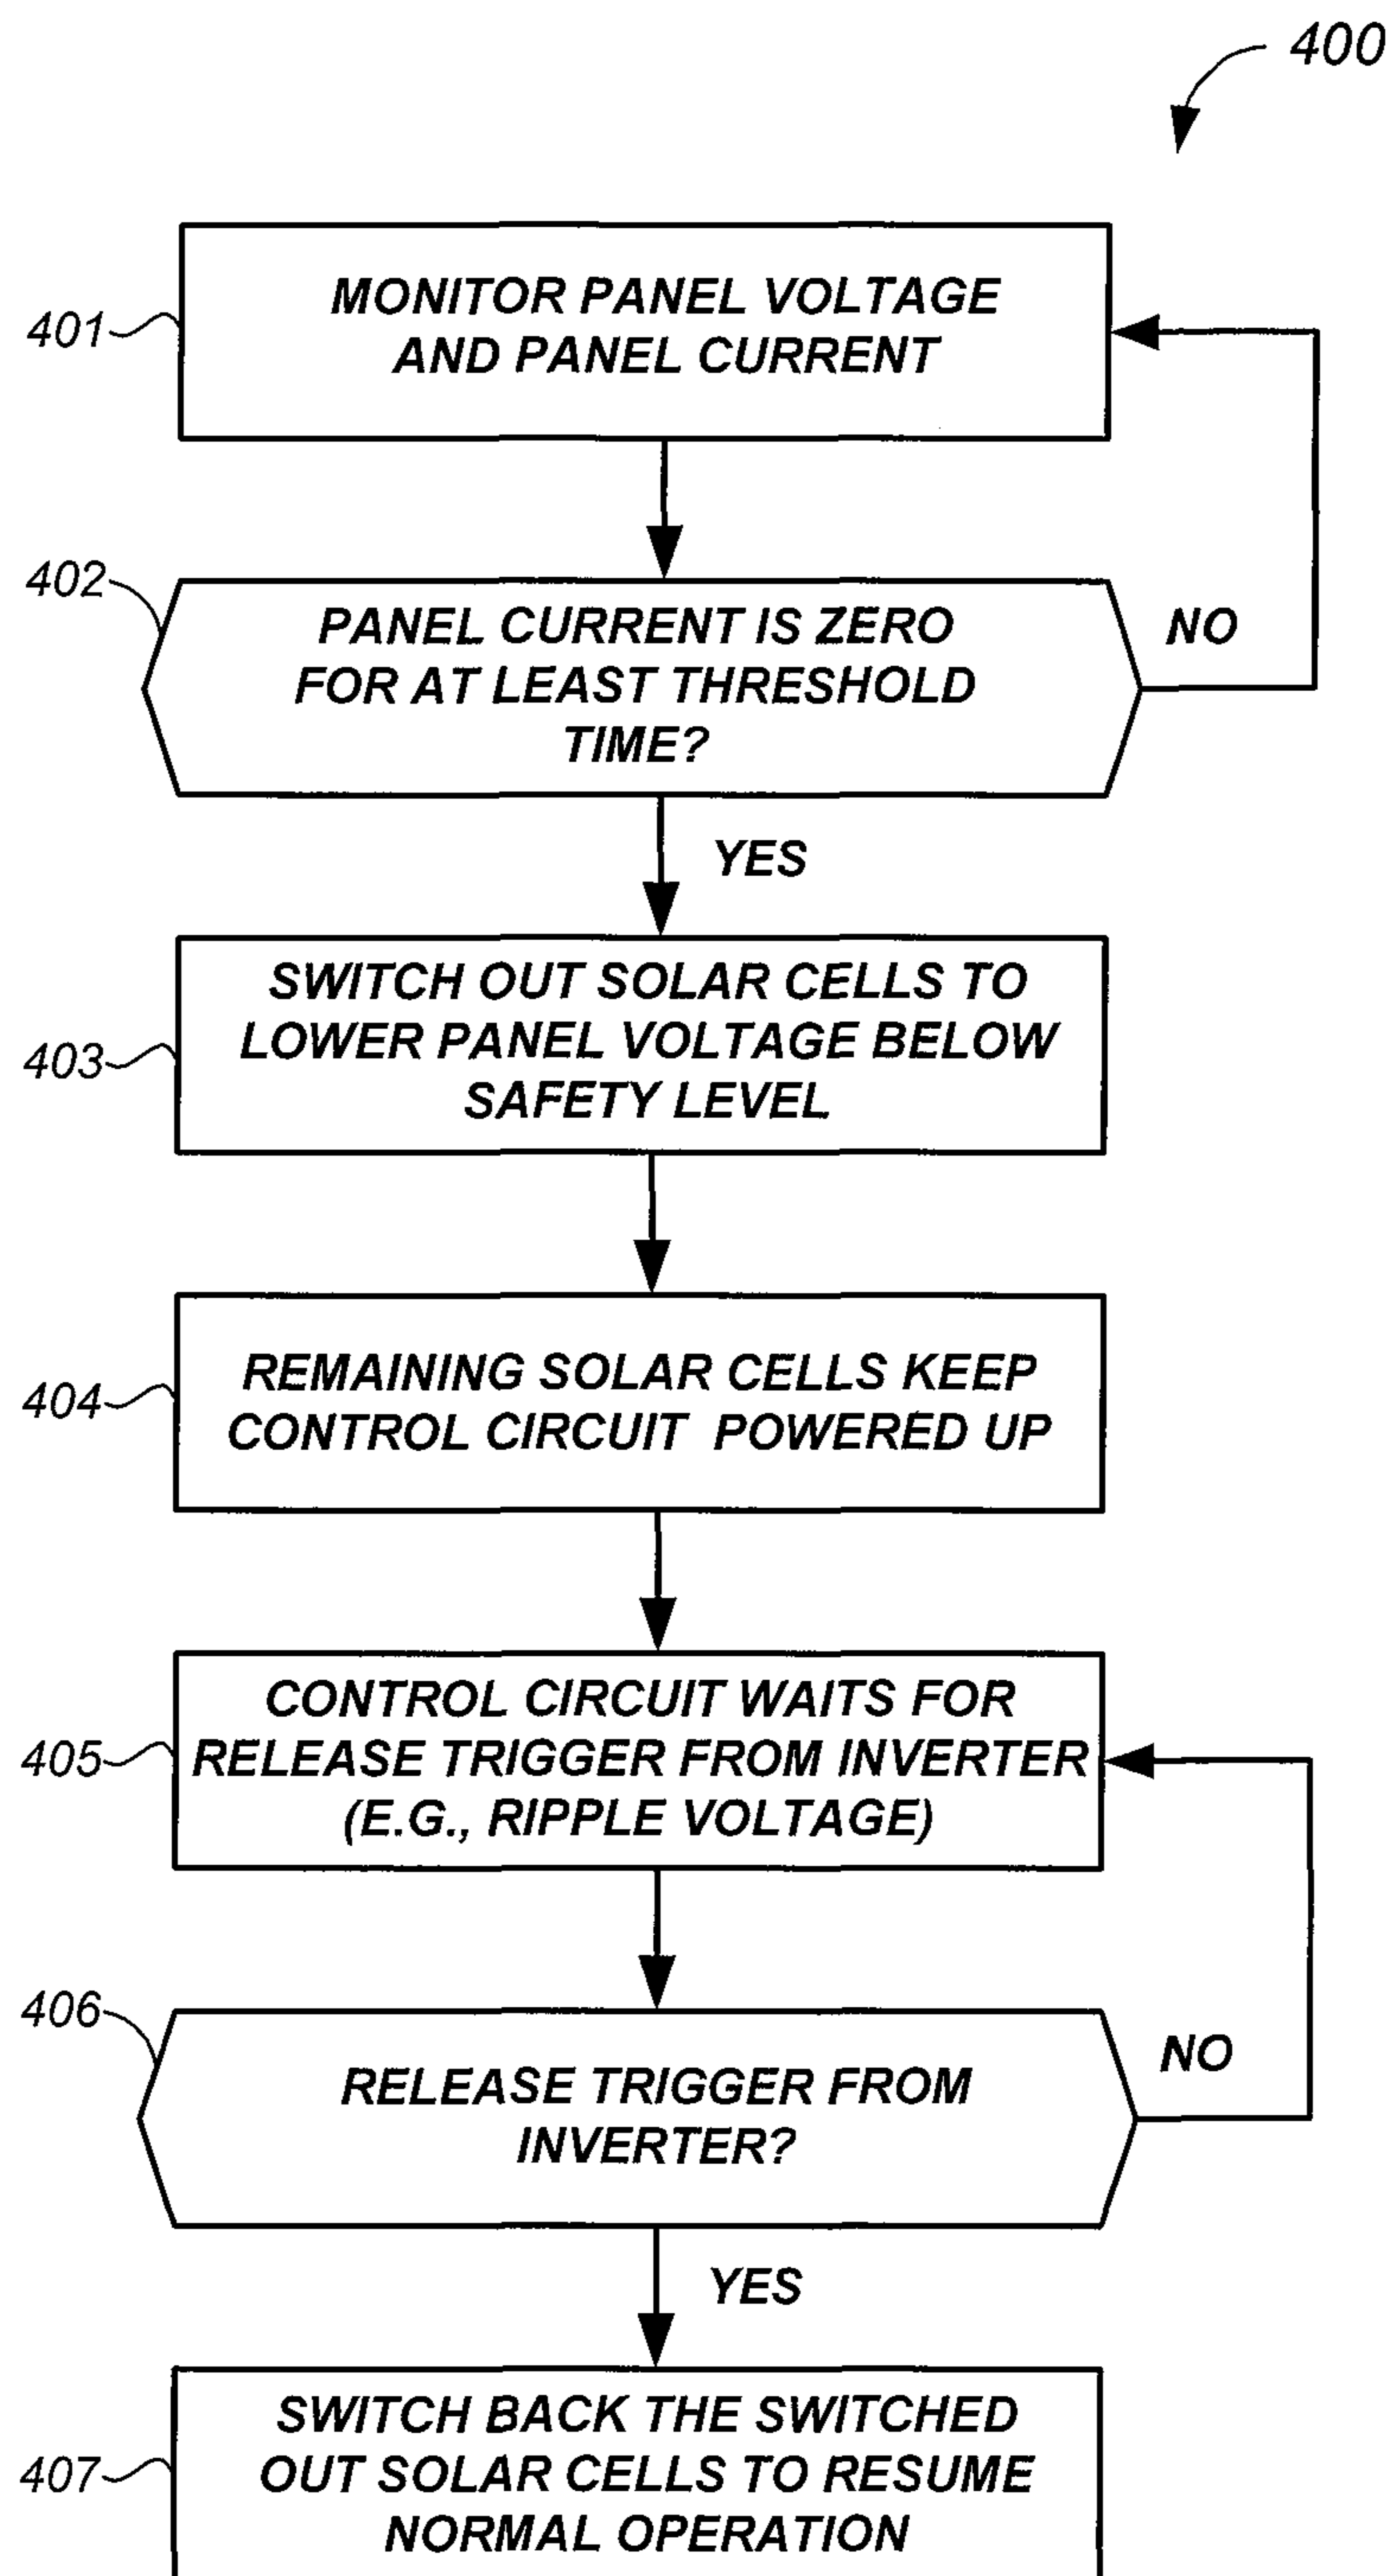 400
401
MONITOR PANEL VOLTAGE
AND PANEL CURRENT
402
PANEL CURRENT IS ZERO
FOR AT LEAST THRESHOLD
TIME?
NO
YES
403
SWITCH OUT SOLAR CELLS TO
LOWER PANEL VOLTAGE BELOW
SAFETY LEVEL
404
REMAINING SOLAR CELLS KEEP
CONTROL CIRCUIT POWERED UP
405
CONTROL CIRCUIT WAITS FOR
RELEASE TRIGGER FROM INVERTER
(E.G., RIPPLE VOLTAGE)
406
RELEASE TRIGGER FROM
INVERTER?
NO
YES
407
SWITCH BACK THE SWITCHED
OUT SOLAR CELLS TO RESUME
NORMAL OPERATION